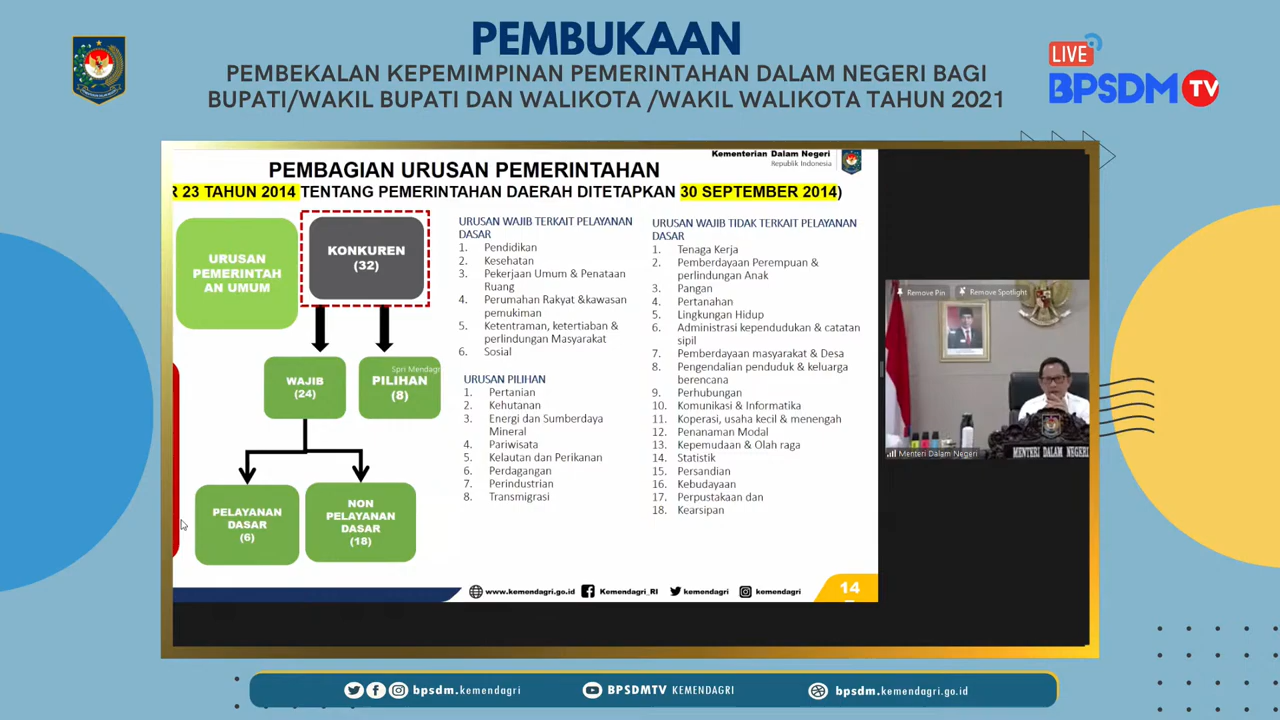 PEMBUKAAN
PEMBEKALAN KEPEMIMPINAN PEMERINTAHAN DALAM NEGERI BAGI
BUPATI/WAKIL BUPATI DAN WALIKOTA /WAKIL WALIKOTA TAHUN 2021
LIVE
BPSDM TV
Kementerian Dalam Negeri
Republik Indonesia
PEMBAGIAN URUSAN PEMERINTAHAN
R 23 TAHUN 2014 TENTANG PEMERINTAHAN DAERAH DITETAPKAN 30 SEPTEMBER 2014)
URUSAN
PEMERINTAH
AN UMUM
KONKUREN
(32)
WAJIB
(24)
Spri Mendagri
PILIHAN
(8)
PELAYANAN
DASAR
(6)
NON
PELAYANAN
DASAR
(18)
URUSAN WAJIB TERKAIT PELAYANAN
DASAR
1. Pendidikan
2. Kesehatan
3. Pekerjaan Umum & Penataan
Ruang
4. Perumahan Rakyat &kawasan
pemukiman
5. Ketentraman, ketertiban &
perlindungan Masyarakat
6. Sosial
URUSAN PILIHAN
1. Pertanian
2. Kehutanan
3. Energi dan Sumberdaya
Mineral
4. Pariwisata
5. Kelautan dan Perikanan
6. Perdagangan
7. Perindustrian
8. Transmigrasi
URUSAN WAJIB TIDAK TERKAIT PELAYANAN
DASAR
1. Tenaga Kerja
2. Pemberdayaan Perempuan &
perlindungan Anak
3. Pangan
4. Pertanahan
5. Lingkungan Hidup
6. Administrasi kependudukan & catatan
sipil
7. Pemberdayaan masyarakat & Desa
8. Pengendalian penduduk & keluarga
berencana
9. Perhubungan
10. Komunikasi & Informatika
11. Koperasi, usaha kecil & menengah
12. Penanaman Modal
13. Kepemudaan & Olah raga
14. Statistik
15. Persandian
16. Kebudayaan
17. Perpustakaan dan
18. Kearsipan
www.kemendagri.go.id Kemendagri_RI kemendagri kemendagri
14
Remove Pin Remove Spotlight
MENTERI DALAM NEGERI
Menteri Dalam Negeri
bpsdm.kemendagri BPSDMTV KEMENDAGRI bpsdm.kemendagri.go.id